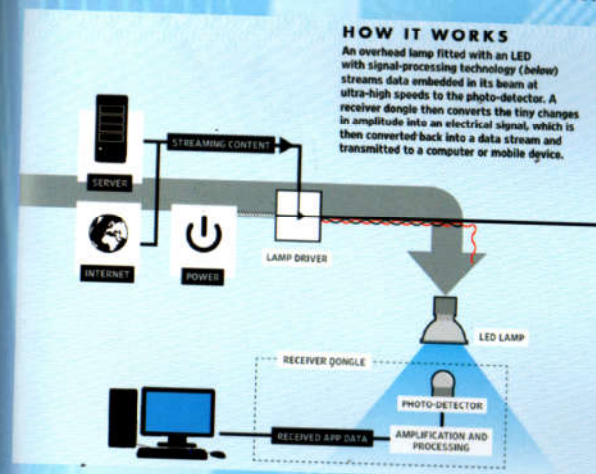 HOW IT WORKS
An overhead lamp fitted with an LED
with signal-processing technology (below)
streams data embedded in its beam at
ultra-high speeds to the photo-detector. A
receiver dongle then converts the tiny changes
in amplitude into an electrical signal, which is
then converted back into a data stream and
transmitted to a computer or mobile device.
STREAMING CONTENT
SERVER
INTERNET
POWER
LAMP DRIVER
LED LAMP
RECEIVER DONGLE
PHOTO-DETECTOR
RECEIVED APP DATA
AMPLIFICATION AND
PROCESSING